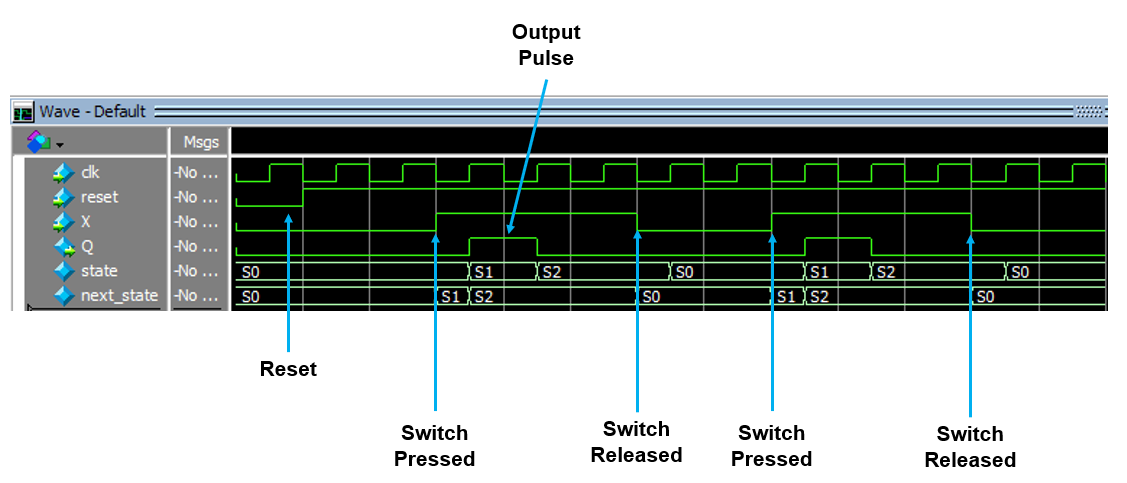 Output
Pulse
Wave - Default
Msgs
clk -No ...
reset -No ...
X -No ...
Q -No ...
state -No ... S0 S1 S2 S0 S1 S2 S0
next_state -No ... S0 S1 S2 S0 S1 S2 S0
Reset
Switch
Pressed
Switch
Released
Switch
Pressed
Switch
Released